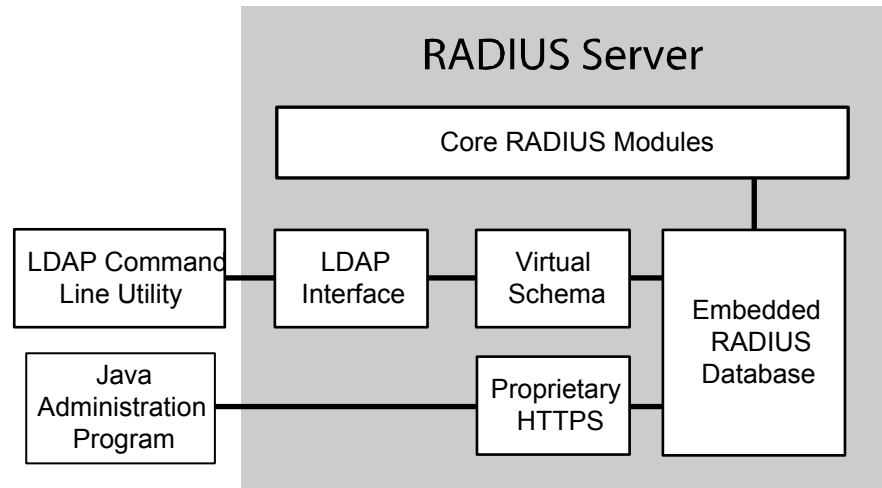 RADIUS Server
Core RADIUS Modules
LDAP Command
Line Utility
LDAP
Interface
Virtual
Schema
Embedded
RADIUS
Database
Java
Administration
Program
Proprietary
HTTPS